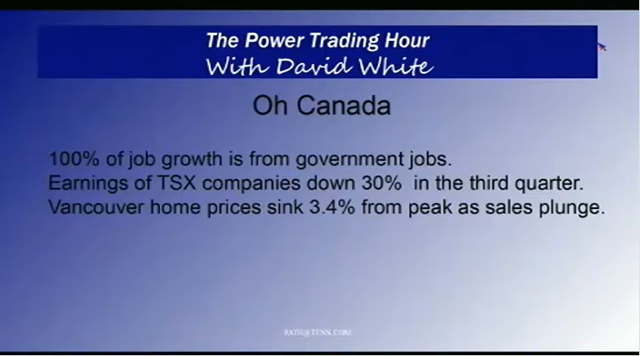 The Power Trading Hour
With David White
Oh Canada
100% of job growth is from government jobs.
Earnings of TSX companies down 30% in the third quarter.
Vancouver home prices sink 3.4% from peak as sales plunge.